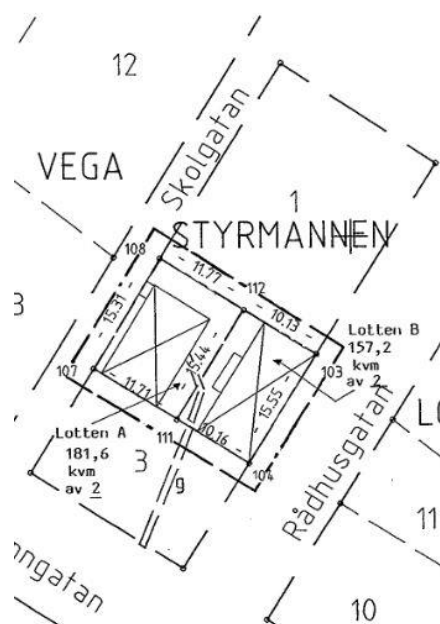 12
VEGA
Skolgatan
1
STYRMANNEN
108
11.77
112
10.13
Lotten B
157,2
kvm
av 2
103
15.31
15.44
15.55
107
11.71
111
10.16
104
Lotten A
181,6
kvm
av 2
3
9
Rådhusgatan
11
10
ongatan